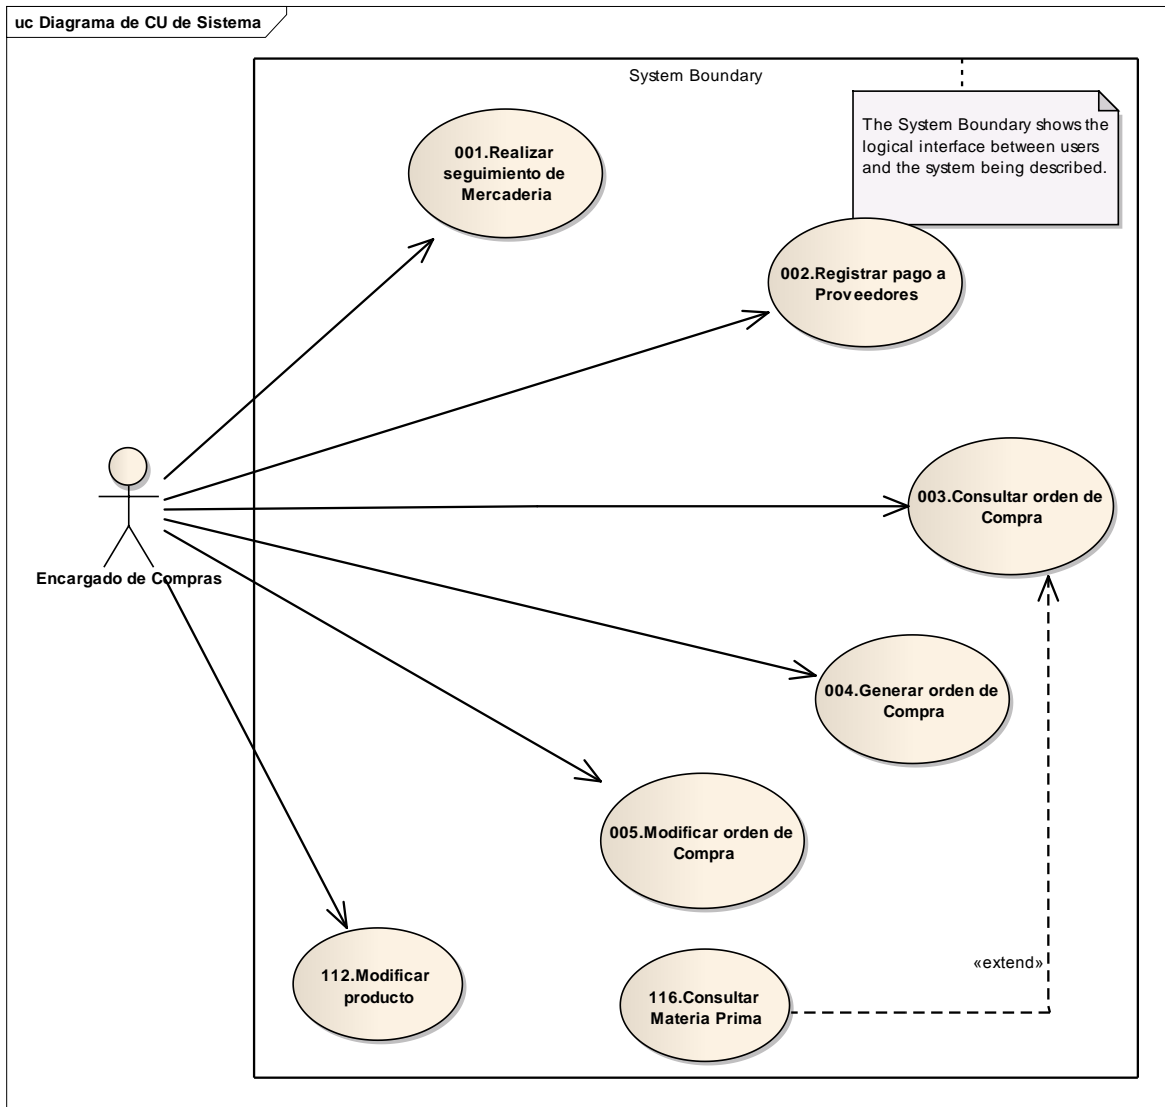 uc Diagrama de CU de Sistema
System Boundary
The System Boundary shows the
logical interface between users
and the system being described.
001.Realizar
seguimiento de
Mercaderia
002.Registrar pago a
Proveedores
003.Consultar orden de
Compra
Encargado de Compras
004.Generar orden de
Compra
005.Modificar orden de
Compra
112.Modificar
producto
116.Consultar
Materia Prima
«extend»